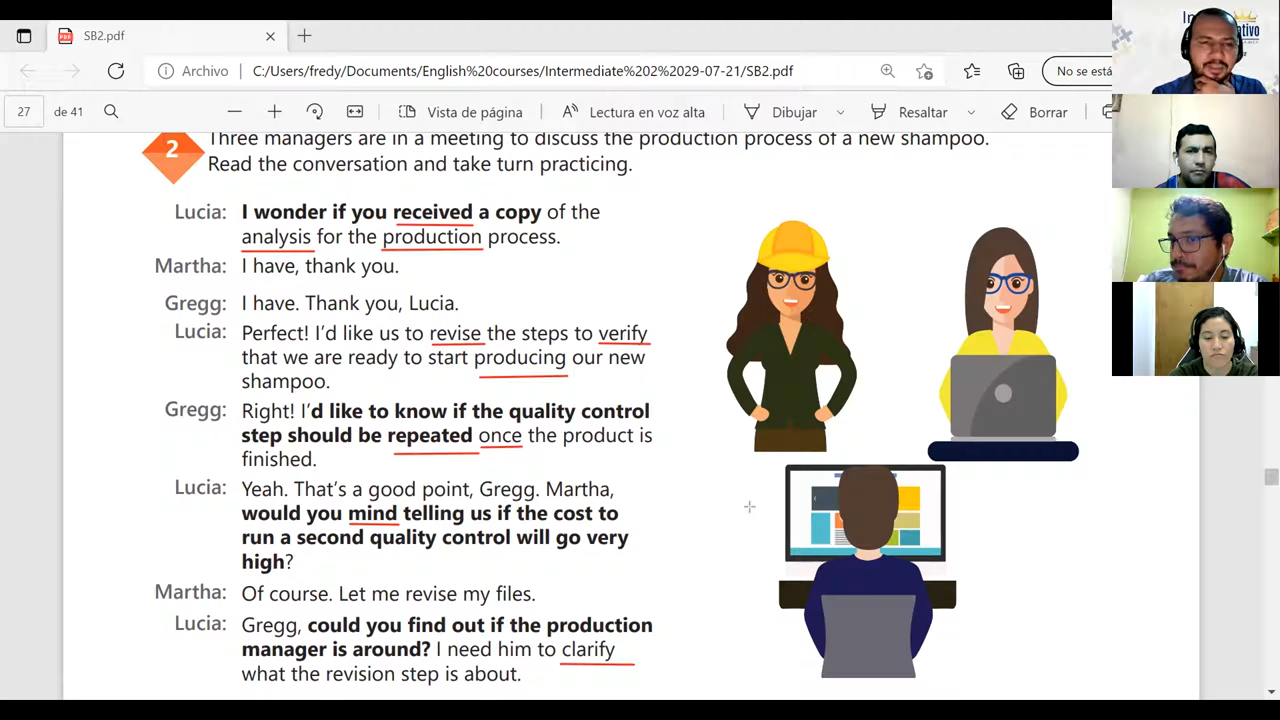 SB2.pdf
Archivo
C:/Users/fredy/Documents/English%20courses/Intermediate%202%2029-07-21/SB2.pdf
No se está
27 de 41
Vista de página
Lectura en voz alta
Dibujar
Resaltar
Borrar
2
Three managers are in a meeting to discuss the production process of a new shampoo.
Read the conversation and take turn practicing.
Lucia: I wonder if you received a copy of the
analysis for the production process.
Martha: I have, thank you.
Gregg: I have. Thank you, Lucia.
Lucia: Perfect! I'd like us to revise the steps to verify
that we are ready to start producing our new
shampoo.
Gregg: Right! I'd like to know if the quality control
step should be repeated once the product is
finished.
Lucia: Yeah. That's a good point, Gregg. Martha,
would you mind telling us if the cost to
run a second quality control will go very
high?
Martha: Of course. Let me revise my files.
Lucia: Gregg, could you find out if the production
manager is around? I need him to clarify
what the revision step is about.